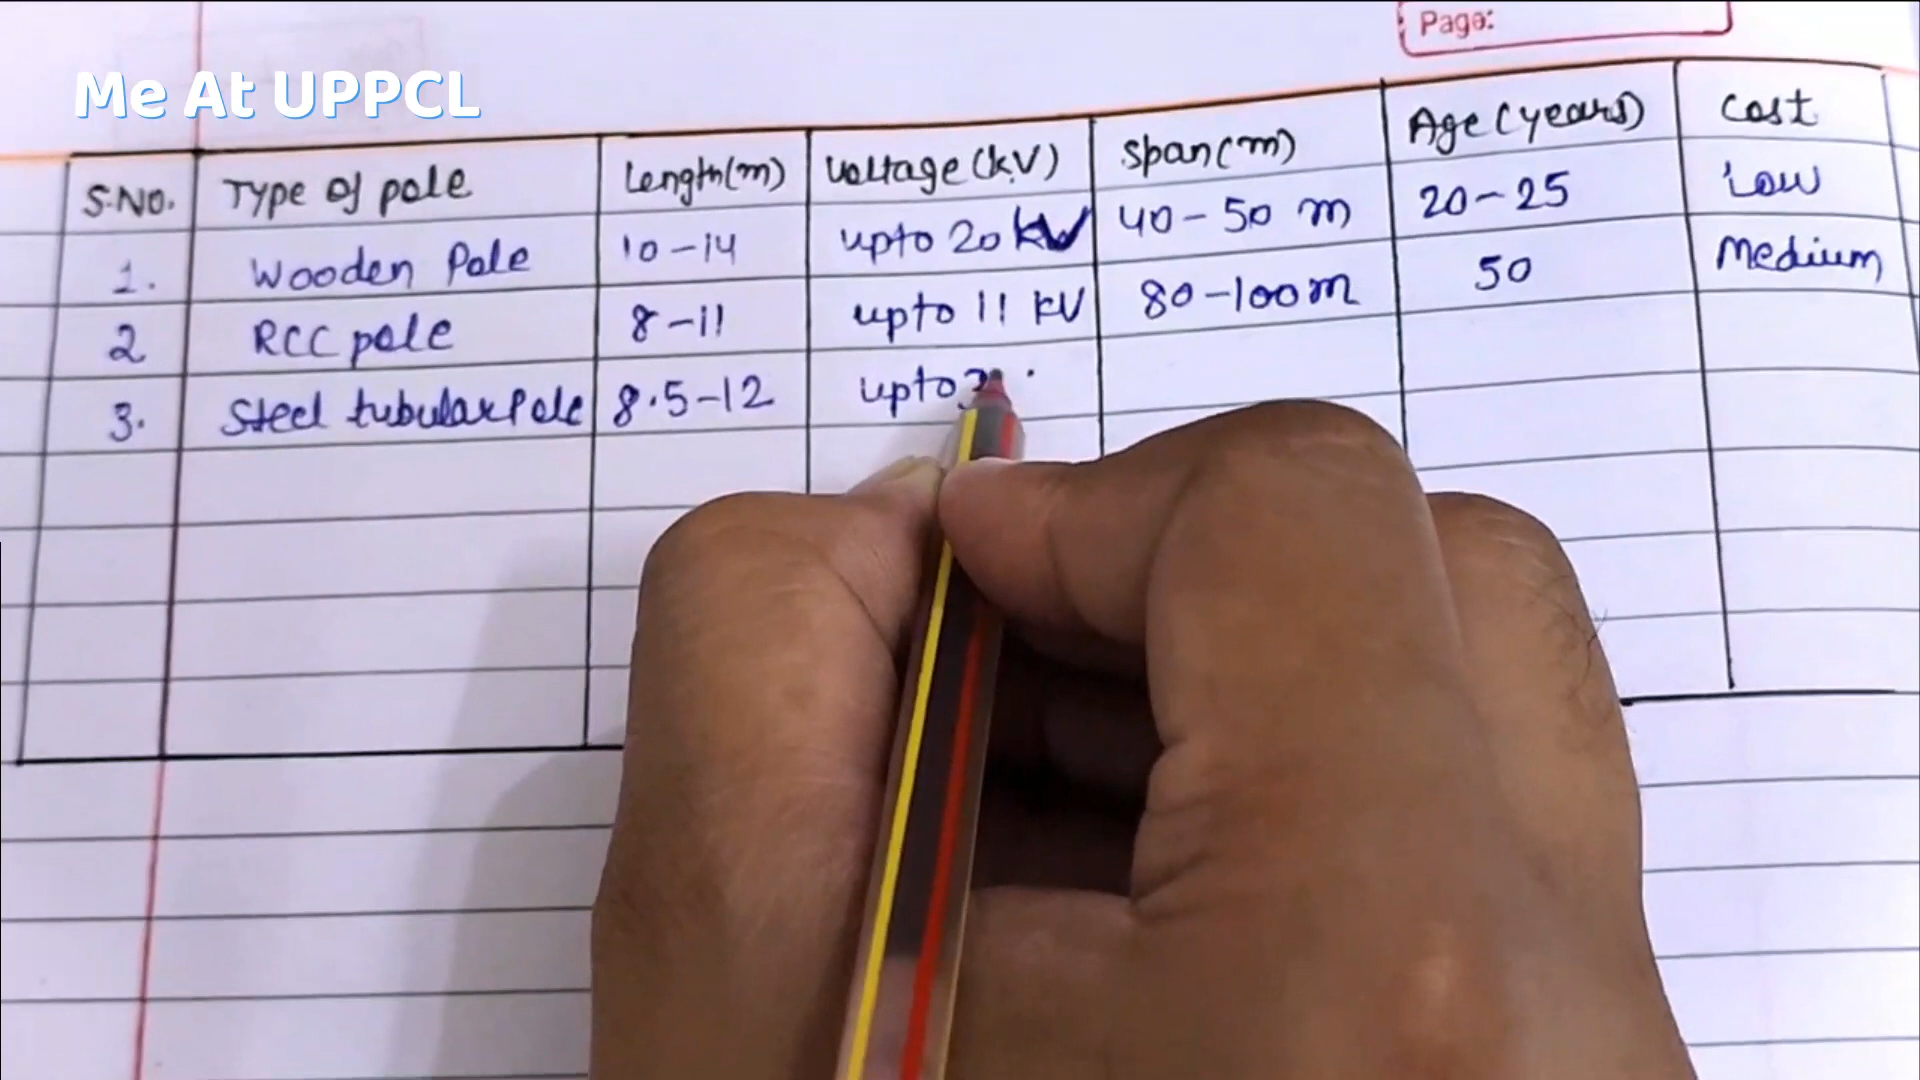 Page:
Me At UPPCL
S.NO. Type of pole Length(m) Voltage(kV) Span(m) Age(years) Cost
1. Wooden Pole 10-14 upto 20 kV 40-50 m 20-25 Low
2 RCC pole 8-11 upto 11 kV 80-100m 50 Medium
3. Steel tubular Pole 8.5-12 upto